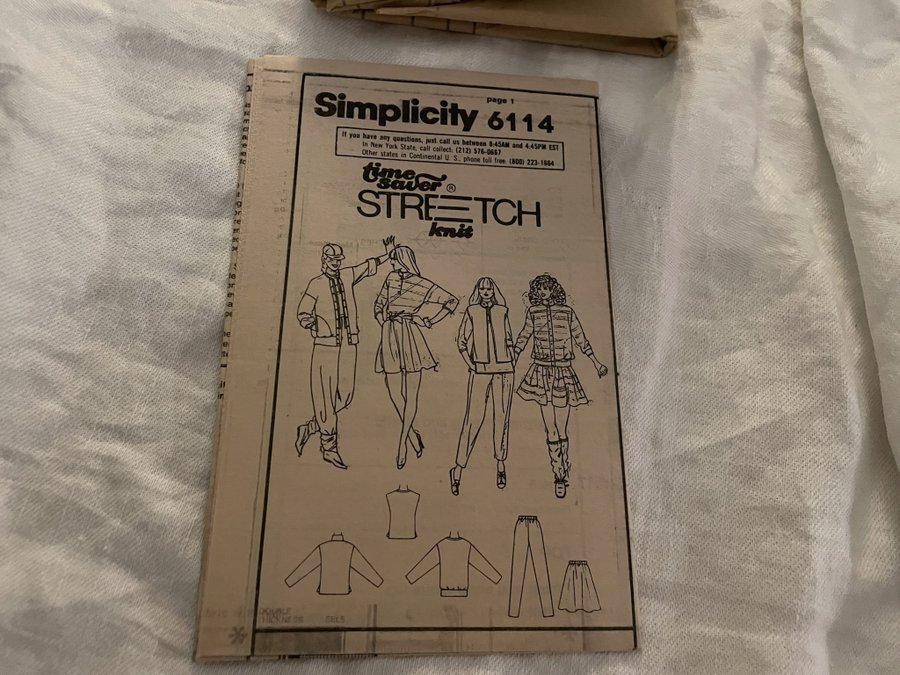 page 1
Simplicity 6114
If you have any questions, just call us between 8:45AM and 4:45PM EST
In New York State, call collect: (212) 576-0667
Other states in Continental U. S., phone toll free: (800) 223-1664
time
saver ®
STRETCH
knit
DOUBLE
THICKNESS